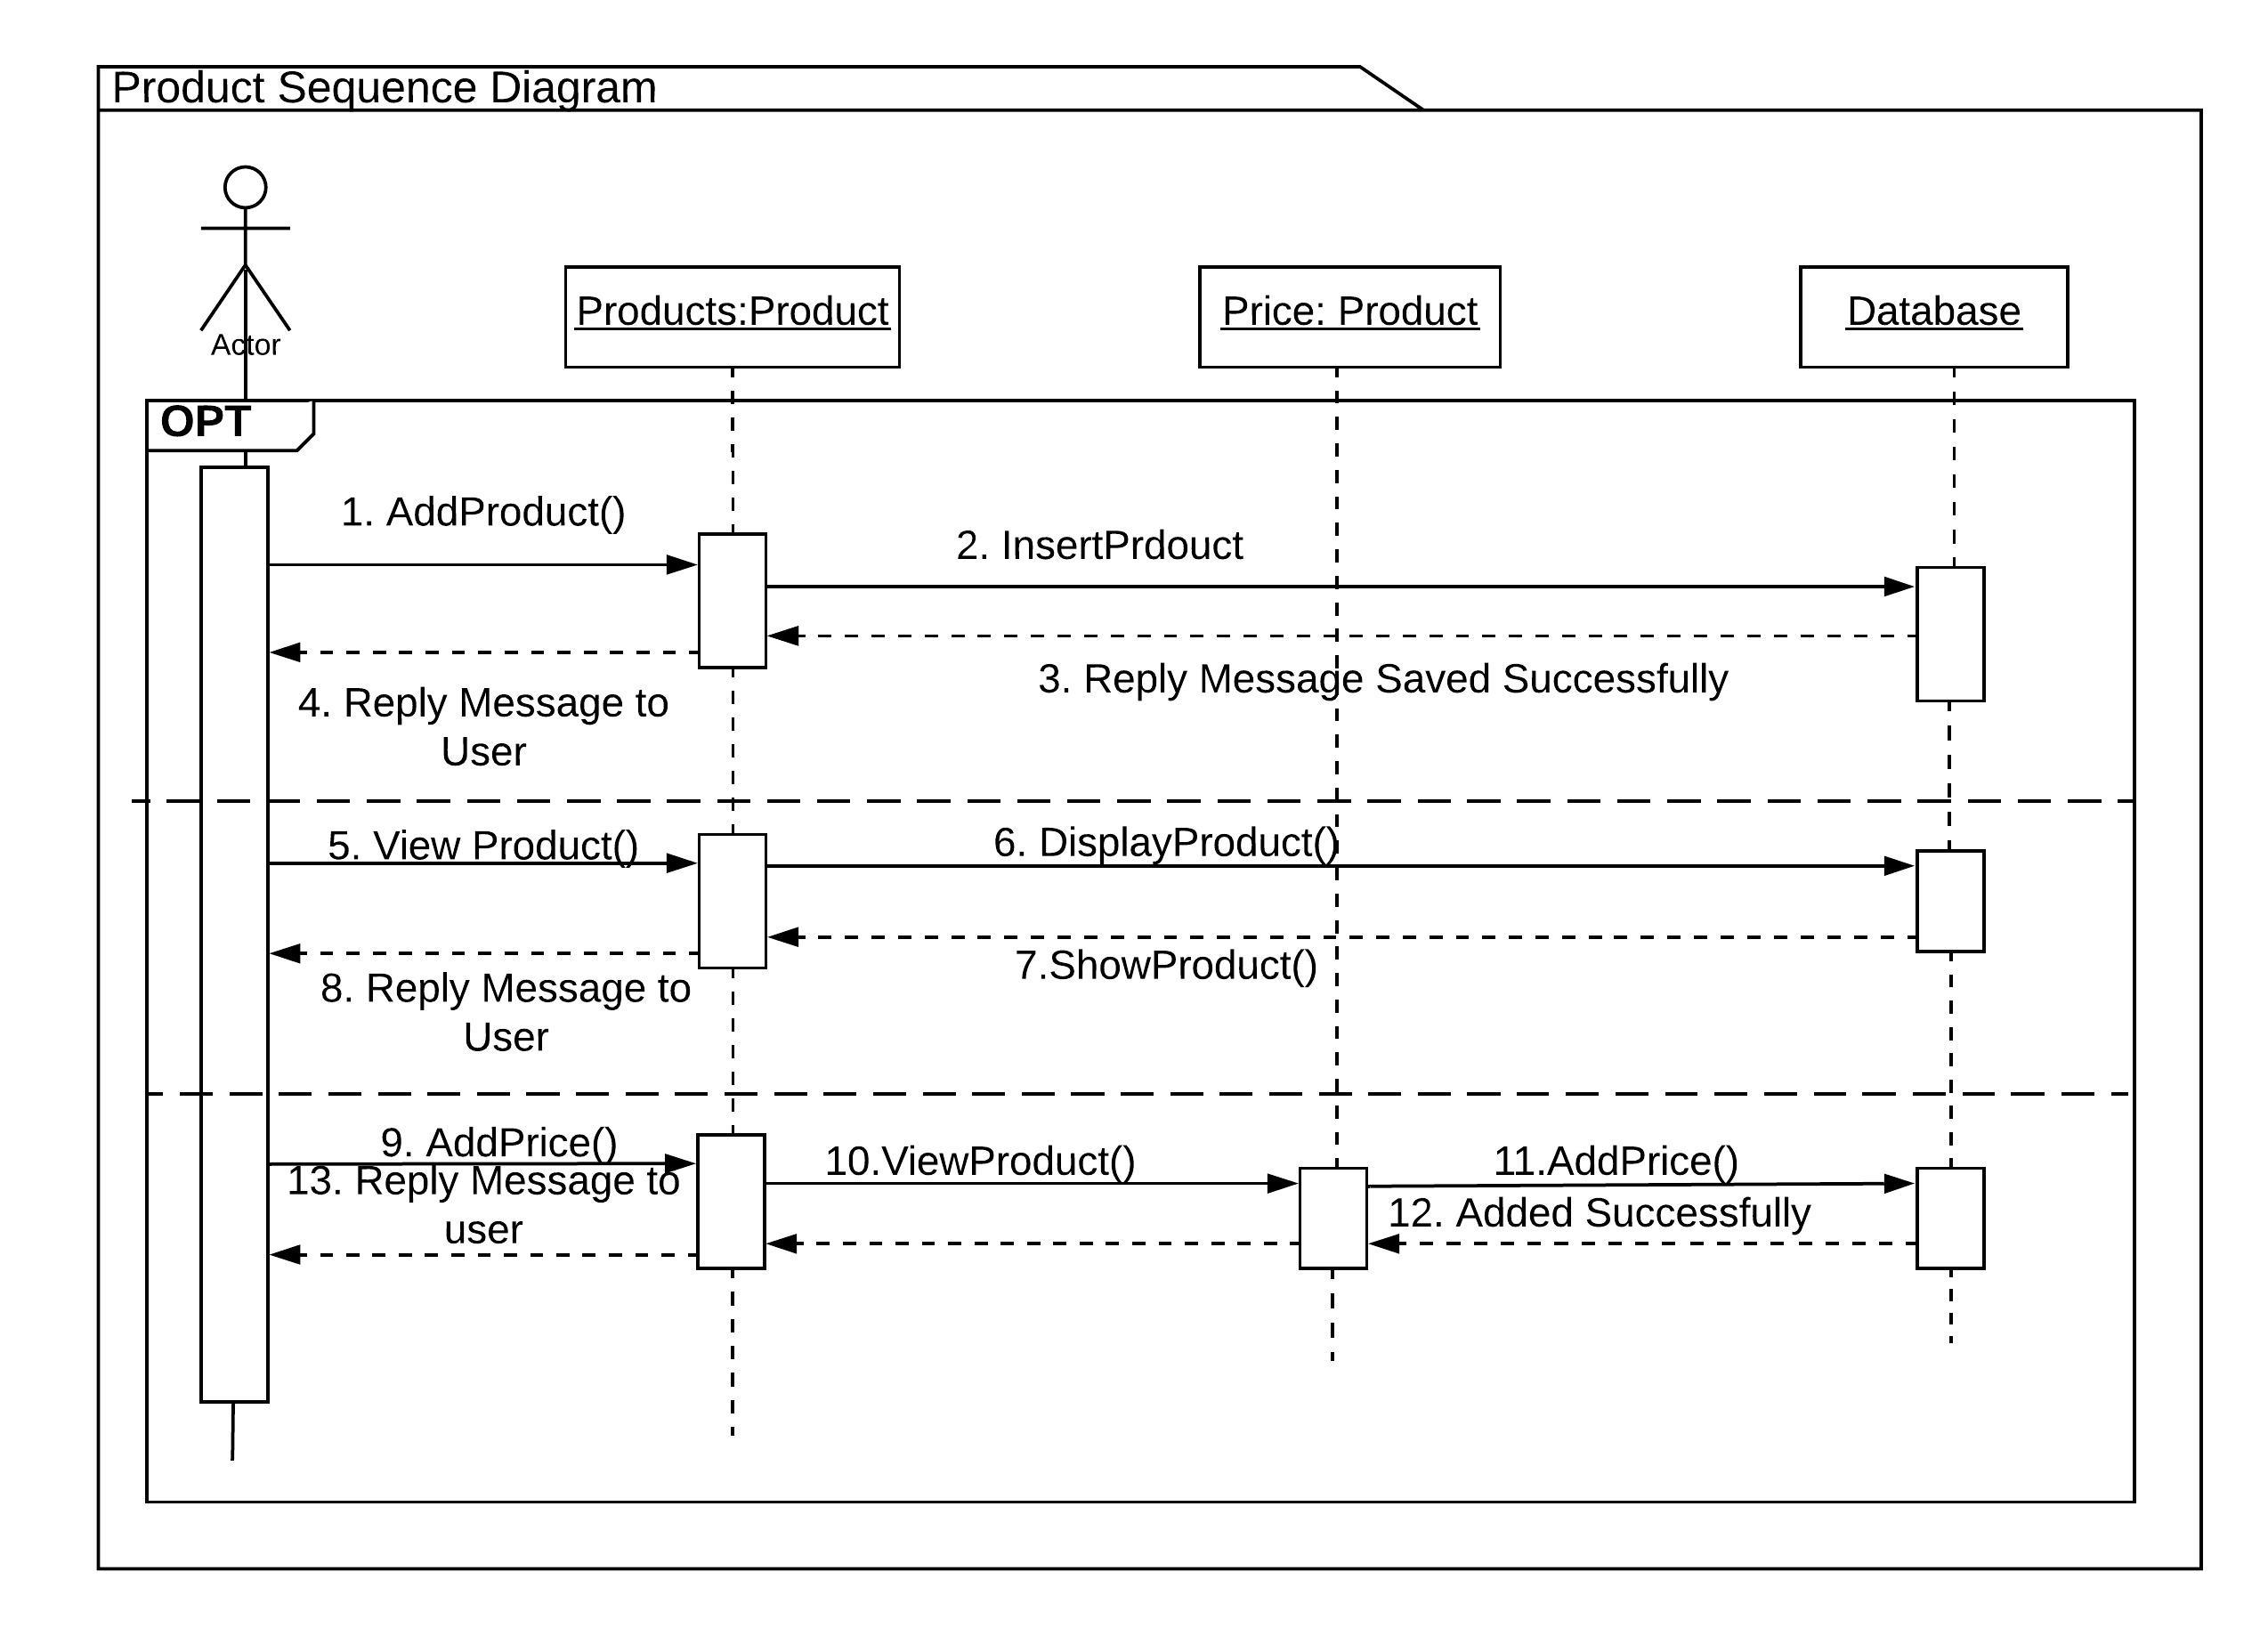 Product Sequence Diagram
Actor
Products:Product
Price: Product
Database
OPT
1. AddProduct()
2. InsertPrdouct
3. Reply Message Saved Successfully
4. Reply Message to
User
5. View Product()
6. DisplayProduct()
7.ShowProduct()
8. Reply Message to
User
9. AddPrice()
10.ViewProduct()
11.AddPrice()
12. Added Successfully
13. Reply Message to
user